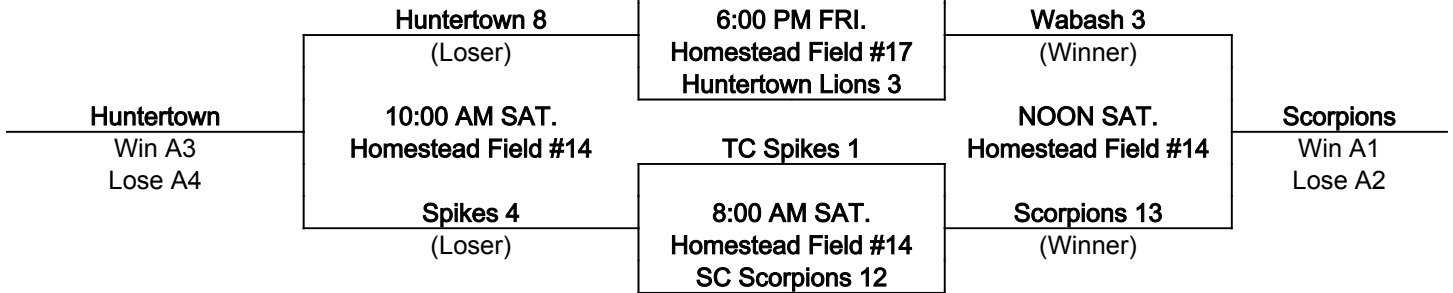 Huntertown 8 6:00 PM FRI. Wabash 3
(Loser) Homestead Field #17 (Winner)
Huntertown Lions 3
Huntertown 10:00 AM SAT. NOON SAT. Scorpions
Win A3 Homestead Field #14 TC Spikes 1 Homestead Field #14 Win A1
Lose A4 Lose A2
Spikes 4 8:00 AM SAT. Scorpions 13
(Loser) Homestead Field #14 (Winner)
SC Scorpions 12